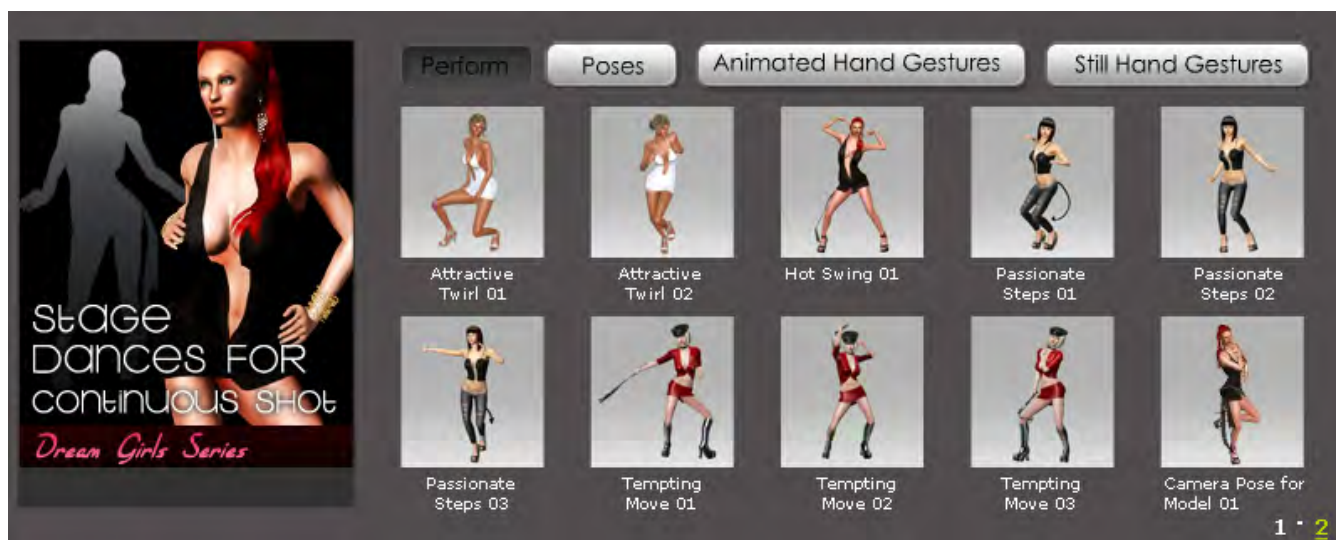 Perform
Poses
Animated Hand Gestures
Still Hand Gestures
STAGE
DANCES FOR
CONTINUOUS SHOT
Dream Girls Series
Attractive
Twirl 01
Attractive
Twirl 02
Hot Swing 01
Passionate
Steps 01
Passionate
Steps 02
Passionate
Steps 03
Tempting
Move 01
Tempting
Move 02
Tempting
Move 03
Camera Pose for
Model 01
1 · 2